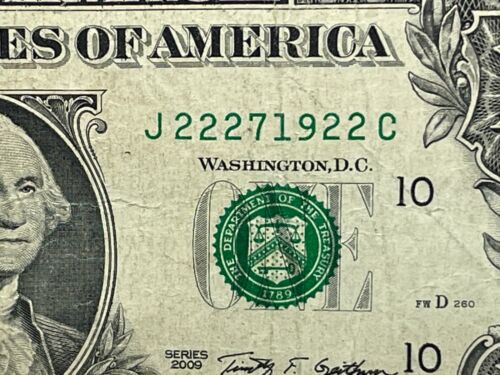 ES OF AMERICA
J 22271922 C
WASHINGTON, D.C.
10
ONE
THE DEPARTMENT OF THE TREASURY
1789
FW D 260
SERIES
2009
Timothy F. Geithner
10